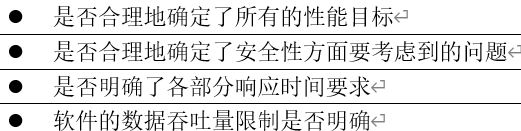 ● 是否合理地确定了所有的性能目标↵
● 是否合理地确定了安全性方面要考虑到的问题↵
● 是否明确了各部分响应时间要求↵
● 软件的数据吞吐量限制是否明确↵